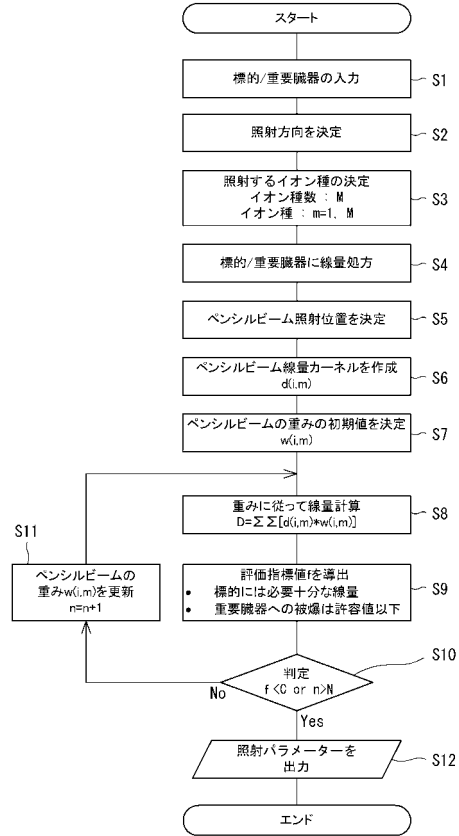 スタート
標的/重要臓器の入力
S1
照射方向を決定
S2
照射するイオン種の決定
イオン種数 : M
イオン種 : m=1、M
S3
標的/重要臓器に線量処方
S4
ペンシルビーム照射位置を決定
S5
ペンシルビーム線量カーネルを作成
d(i,m)
S6
ペンシルビームの重みの初期値を決定
w(i,m)
S7
重みに従って線量計算
D=ΣΣ[d(i,m)*w(i,m)]
S8
S11
ペンシルビームの
重みw(i,m)を更新
n=n+1
評価指標値fを導出
• 標的には必要十分な線量
• 重要臓器への被爆は許容値以下
S9
判定
f<C or n>N
S10
No
Yes
照射パラメーターを
出力
S12
エンド